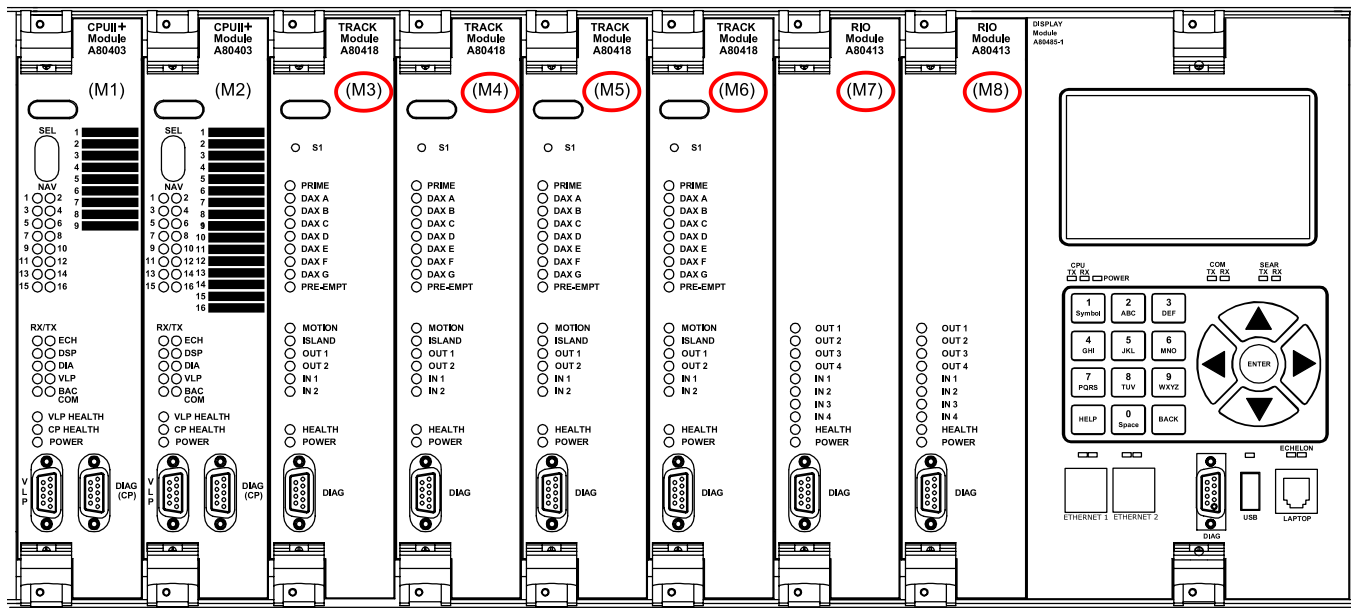 CPUII+
Module
A80403
(M1)
SEL
1
2
3
4
5
6
7
8
9
NAV
1 2
3 4
5 6
7 8
9 10
11 12
13 14
15 16
RX/TX
ECH
DSP
DIA
VLP
BAC
COM
VLP HEALTH
CP HEALTH
POWER
VLP
DIAG
(CP)
CPUII+
Module
A80403
(M2)
SEL
1
2
3
4
5
6
7
8
9
10
11
12
13
14
15
16
NAV
1 2
3 4
5 6
7 8
9 10
11 12
13 14
15 16
RX/TX
ECH
DSP
DIA
VLP
BAC
COM
VLP HEALTH
CP HEALTH
POWER
VLP
DIAG
(CP)
TRACK
Module
A80418
(M3)
S1
PRIME
DAX A
DAX B
DAX C
DAX D
DAX E
DAX F
DAX G
PRE-EMPT
MOTION
ISLAND
OUT 1
OUT 2
IN 1
IN 2
HEALTH
POWER
DIAG
TRACK
Module
A80418
(M4)
S1
PRIME
DAX A
DAX B
DAX C
DAX D
DAX E
DAX F
DAX G
PRE-EMPT
MOTION
ISLAND
OUT 1
OUT 2
IN 1
IN 2
HEALTH
POWER
DIAG
TRACK
Module
A80418
(M5)
S1
PRIME
DAX A
DAX B
DAX C
DAX D
DAX E
DAX F
DAX G
PRE-EMPT
MOTION
ISLAND
OUT 1
OUT 2
IN 1
IN 2
HEALTH
POWER
DIAG
TRACK
Module
A80418
(M6)
S1
PRIME
DAX A
DAX B
DAX C
DAX D
DAX E
DAX F
DAX G
PRE-EMPT
MOTION
ISLAND
OUT 1
OUT 2
IN 1
IN 2
HEALTH
POWER
DIAG
RIO
Module
A80413
(M7)
OUT 1
OUT 2
OUT 3
OUT 4
IN 1
IN 2
IN 3
IN 4
HEALTH
POWER
DIAG
RIO
Module
A80413
(M8)
OUT 1
OUT 2
OUT 3
OUT 4
IN 1
IN 2
IN 3
IN 4
HEALTH
POWER
DIAG
DISPLAY
Module
A80485-1
CPU
TX RX
POWER
COM
TX RX
SEAR
TX RX
1 2 3
Symbol ABC DEF
4 5 6
GHI JKL MNO
7 8 9
PQRS TUV WXYZ
HELP 0 BACK
Space
ENTER
ECHELON
ETHERNET 1 ETHERNET 2
DIAG
USB
LAPTOP